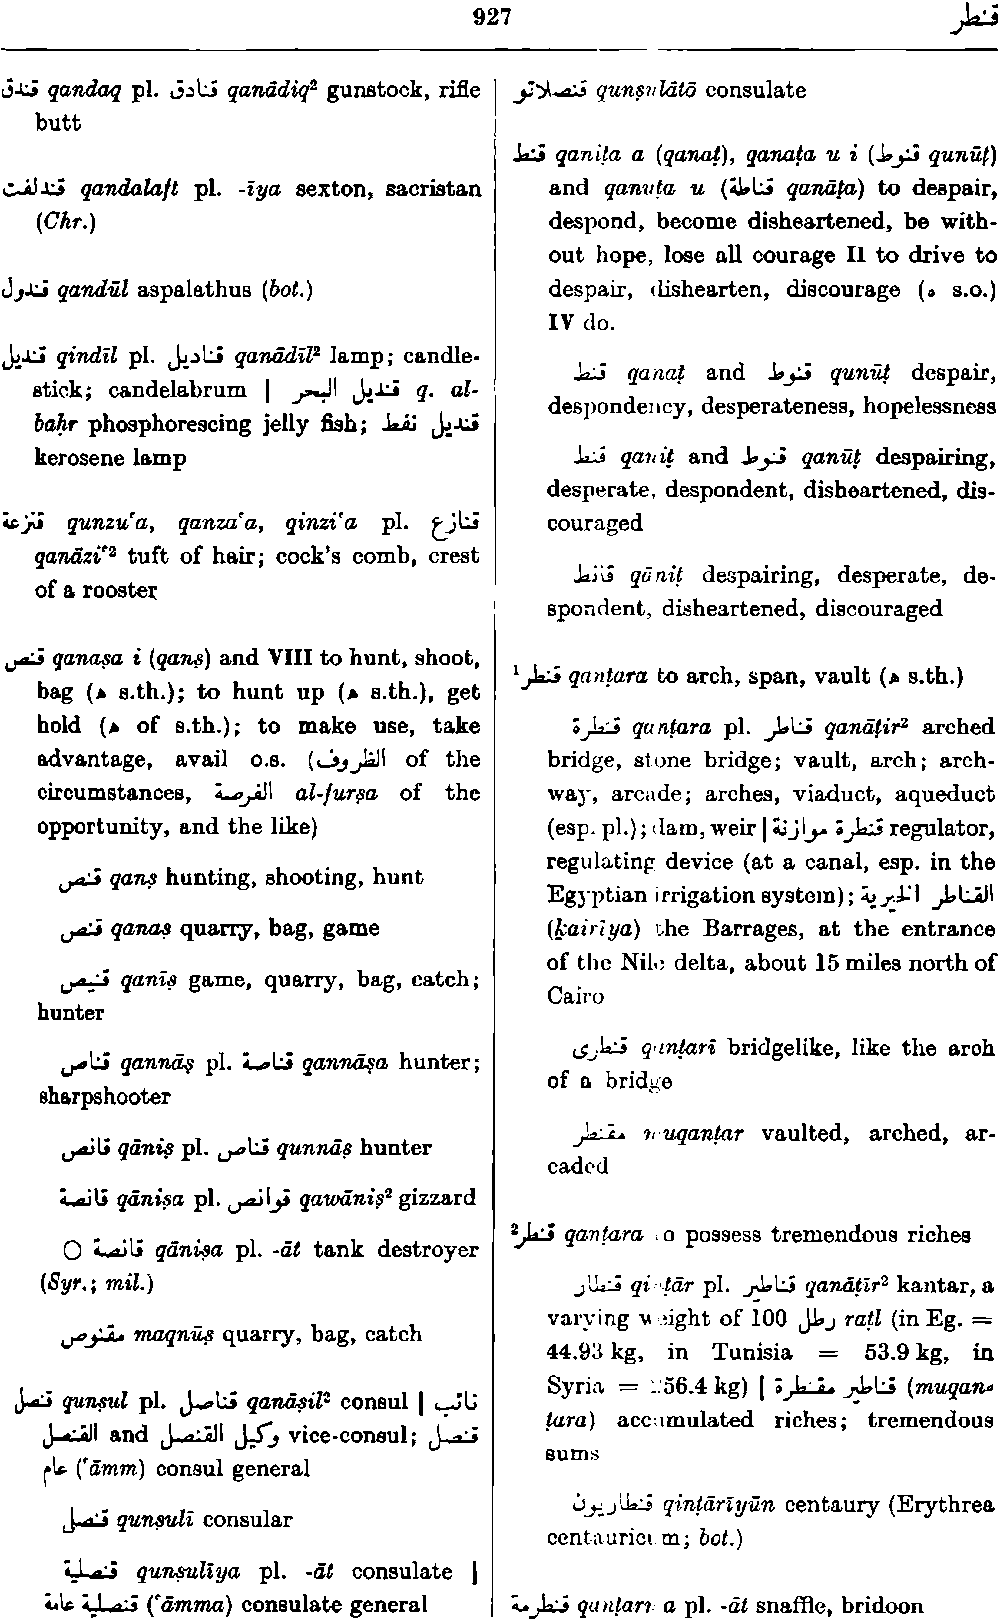 927
قنطر
قندق qandaq pl. قنادق qanādiq² gunstock, rifle
butt
قندلفت qandalaft pl. -īya sexton, sacristan
(Chr.)
قندول qandūl aspalathus (bot.)
قنديل qindīl pl. قناديل qanādīl² lamp; candle-
stick; candelabrum | قنديل البحر q. al-
baḥr phosphorescing jelly fish; قنديل نفط
kerosene lamp
قنزعة qunzuʿa, qanzaʿa, qinziʿa pl. قنازع
qanāziʿ² tuft of hair; cock's comb, crest
of a rooster
قنص qanaṣa i (qanṣ) and VIII to hunt, shoot,
bag (ه s.th.); to hunt up (ه s.th.), get
hold (ه of s.th.); to make use, take
advantage, avail o.s. (الظروف of the
circumstances, الفرصة al-furṣa of the
opportunity, and the like)
قنص qanṣ hunting, shooting, hunt
قنص qanaṣ quarry, bag, game
قنيص qanīṣ game, quarry, bag, catch;
hunter
قناص qannāṣ pl. قناصة qannāṣa hunter;
sharpshooter
قانص qāniṣ pl. قناص qunnāṣ hunter
قانصة qāniṣa pl. قوانص qawāniṣ² gizzard
○ قانصة qāniṣa pl. -āt tank destroyer
(Syr.; mil.)
مقنوص maqnūṣ quarry, bag, catch
قنصل qunṣul pl. قناصل qanāṣil² consul | نائب
القنصل and وكيل القنصل vice-consul; قنصل
عام (ʿāmm) consul general
قنصلي qunṣulī consular
قنصلية qunṣulīya pl. -āt consulate |
قنصلية عامة (ʿāmma) consulate general
قنصلاتو qunṣulātō consulate
قنط qaniṭa a (qanaṭ), qanaṭa u i (قنوط qunūṭ)
and qanuṭa u (قناطة qanāṭa) to despair,
despond, become disheartened, be with-
out hope, lose all courage II to drive to
despair, dishearten, discourage (ه s.o.)
IV do.
قنط qanaṭ and قنوط qunūṭ despair,
despondency, desperateness, hopelessness
قنط qaniṭ and قنوط qanūṭ despairing,
desperate, despondent, disheartened, dis-
couraged
قانط qāniṭ despairing, desperate, de-
spondent, disheartened, discouraged
¹قنطر qanṭara to arch, span, vault (ه s.th.)
قنطرة qanṭara pl. قناطر qanāṭir² arched
bridge, stone bridge; vault, arch; arch-
way, arcade; arches, viaduct, aqueduct
(esp. pl.); dam, weir | قنطرة موازنة regulator,
regulating device (at a canal, esp. in the
Egyptian irrigation system); القناطر الخيرية
(ḵairīya) the Barrages, at the entrance
of the Nile delta, about 15 miles north of
Cairo
قنطرى qanṭarī bridgelike, like the arch
of a bridge
مقنطر muqanṭar vaulted, arched, ar-
caded
²قنطر qanṭara to possess tremendous riches
قنطار qinṭār pl. قناطير qanāṭīr² kantar, a
varying weight of 100 رطل raṭl (in Eg. =
44.93 kg, in Tunisia = 53.9 kg, in
Syria = 256.4 kg) | قناطير مقنطرة (muqan-
ṭara) accumulated riches; tremendous
sums
قنطاريون qinṭārīyūn centaury (Erythrea
centaurium; bot.)
قنطرمة qanṭarma pl. -āt snaffle, bridoon